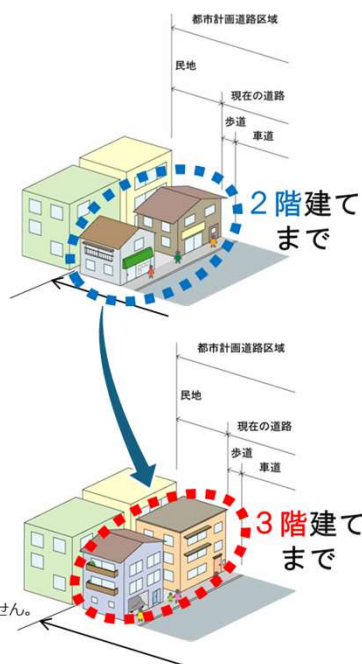 都市計画道路区域
民地
現在の道路
歩道
車道
2階建て
まで
都市計画道路区域
民地
現在の道路
歩道
車道
3階建て
まで
せん。